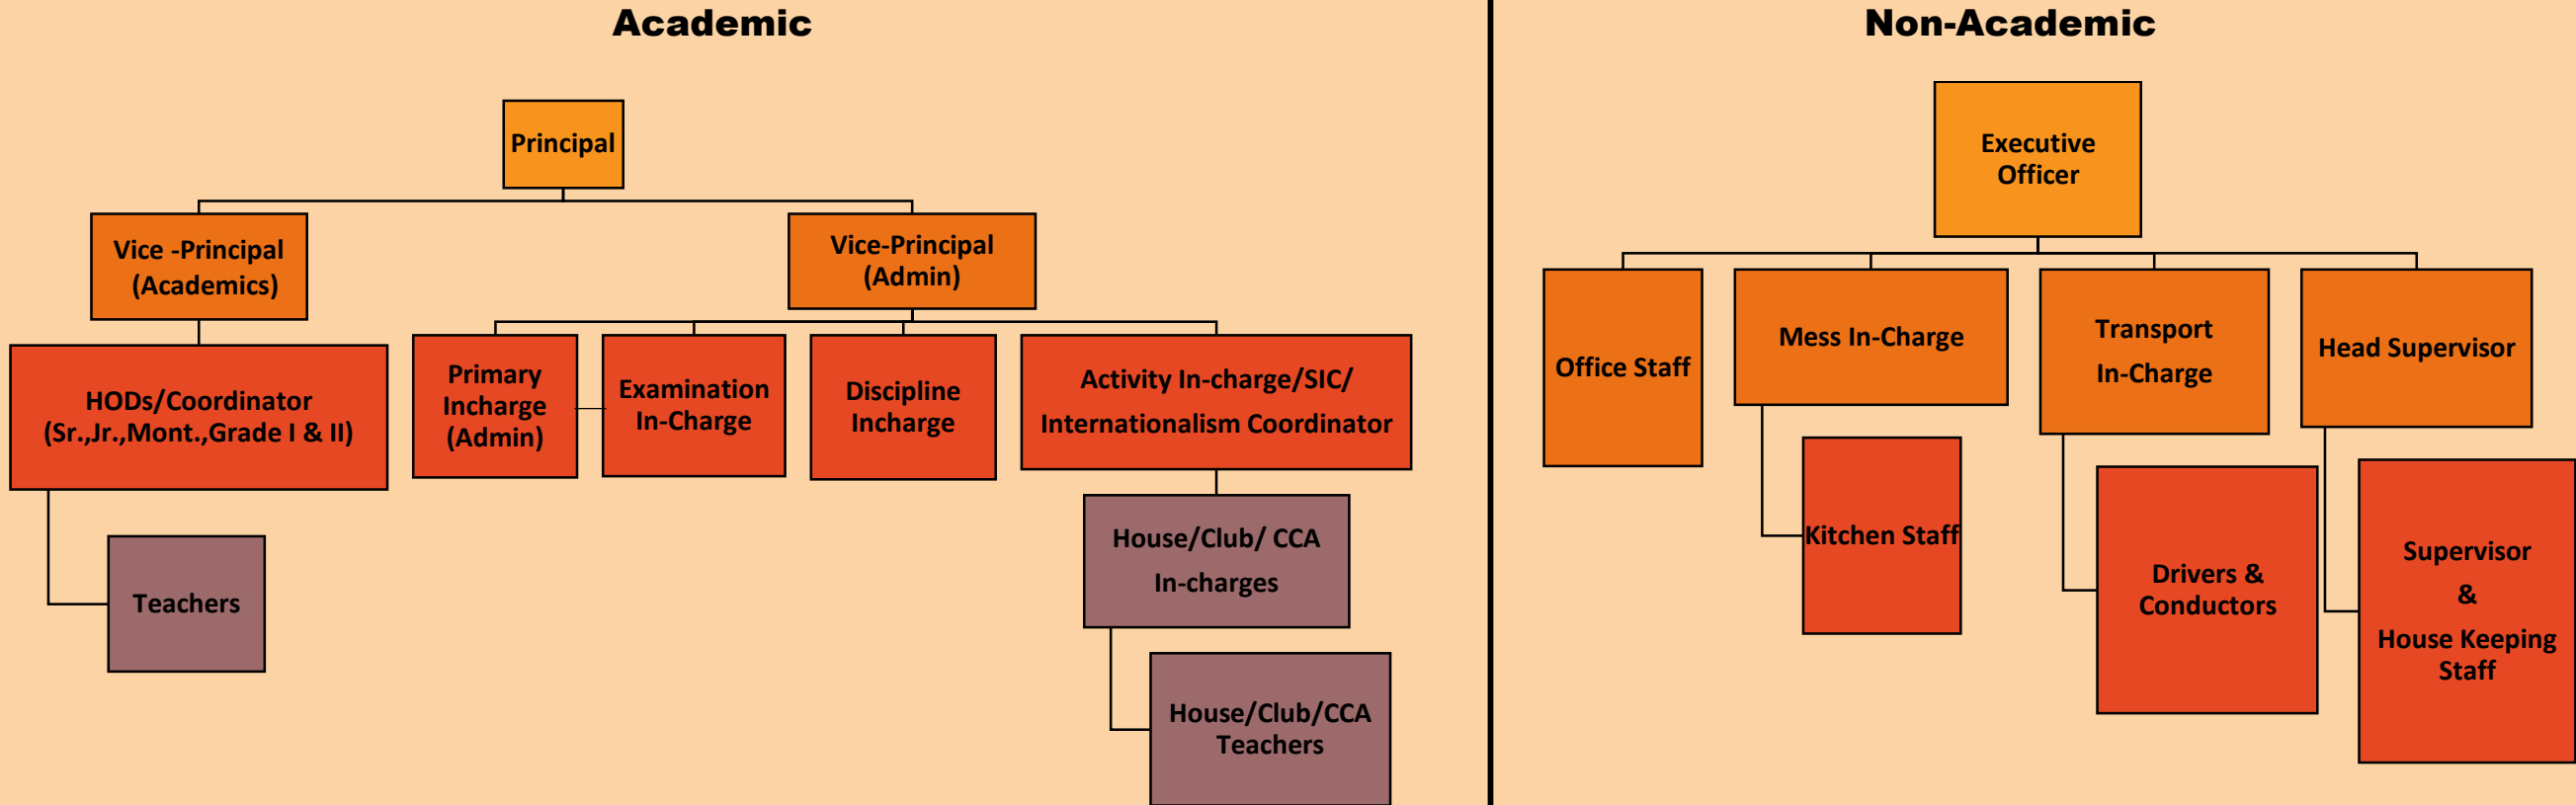 Academic
Principal
Vice -Principal
(Academics)
Vice-Principal
(Admin)
HODs/Coordinator
(Sr.,Jr.,Mont.,Grade I & II)
Primary
Incharge
(Admin)
Examination
In-Charge
Discipline
Incharge
Activity In-charge/SIC/
Internationalism Coordinator
Teachers
House/Club/ CCA
In-charges
House/Club/CCA
Teachers
Non-Academic
Executive
Officer
Office Staff
Mess In-Charge
Transport
In-Charge
Head Supervisor
Kitchen Staff
Drivers &
Conductors
Supervisor
&
House Keeping
Staff